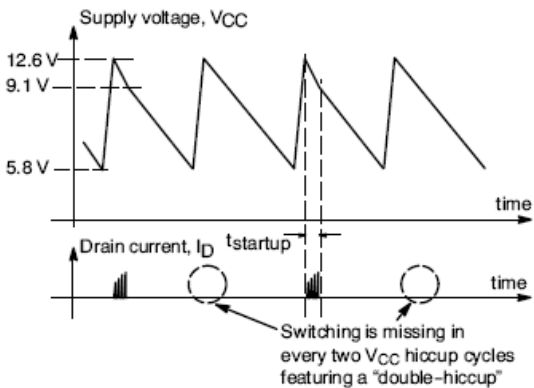 Supply voltage, VCC
12.6 V
9.1 V
5.8 V
time
Drain current, ID
tstartup
time
Switching is missing in
every two VCC hiccup cycles
featuring a “double−hiccup”